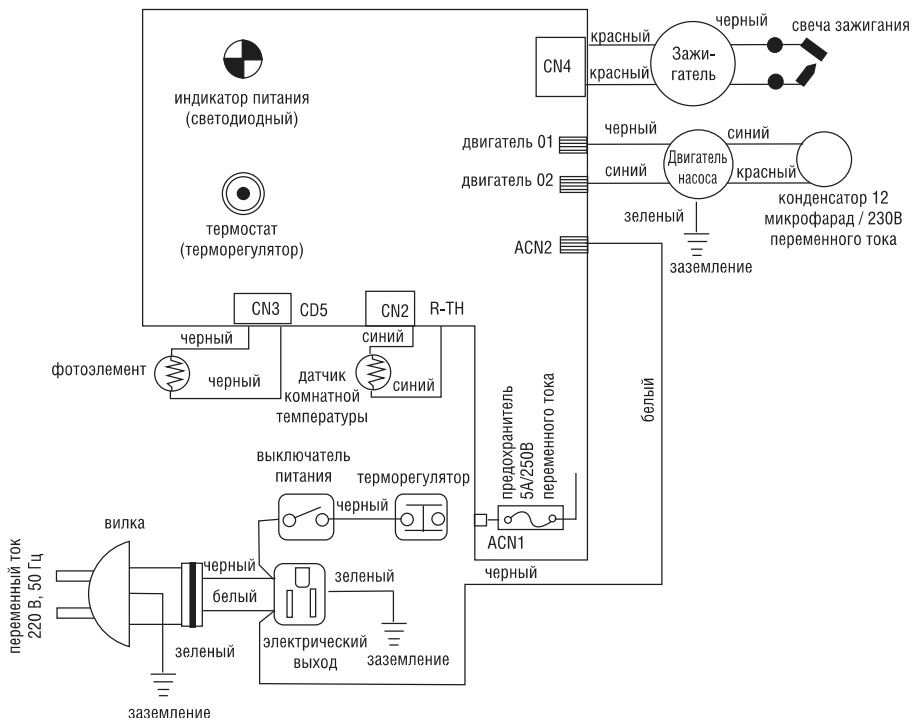 черный
свеча зажигания
красный
CN4
Зажи-
гатель
красный
индикатор питания
(светодиодный)
двигатель 01
черный
синий
Двигатель
насоса
двигатель 02
синий
красный
конденсатор 12
микрофарад / 230В
переменного тока
зеленый
заземление
термостат
(терморегулятор)
ACN2
CN3
CD5
CN2
R-TH
черный
синий
фотоэлемент
черный
датчик
комнатной
температуры
синий
белый
предохранитель
5А/250В
переменного тока
выключатель
питания
терморегулятор
черный
ACN1
черный
вилка
переменный ток
220 В, 50 Гц
черный
белый
зеленый
зеленый
электрический
выход
заземление
заземление